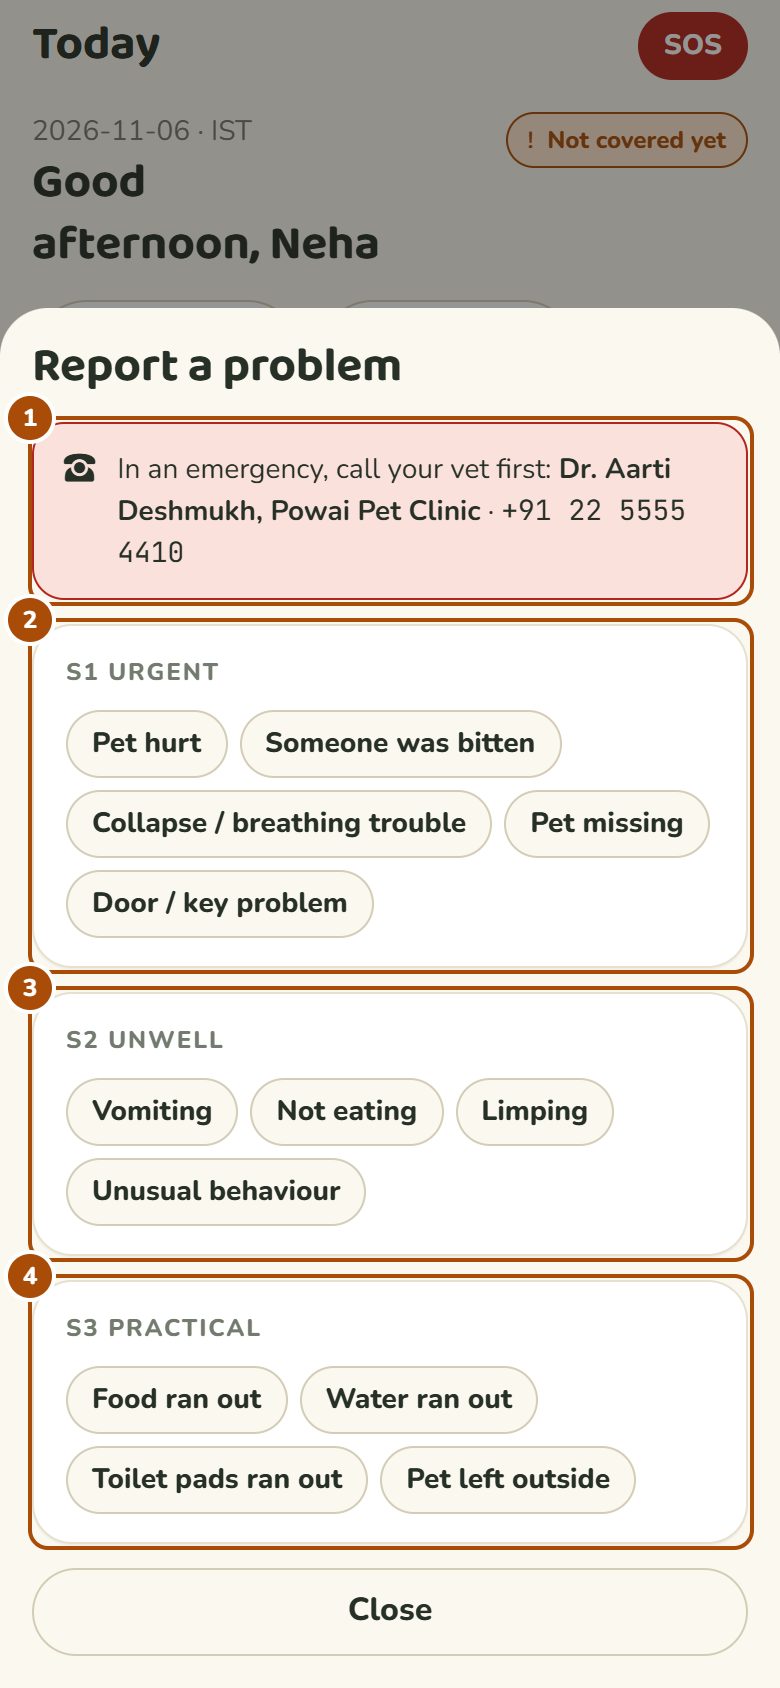 Today
SOS
2026-11-06 · IST
! Not covered yet
Good
afternoon, Neha
Report a problem
1
In an emergency, call your vet first: Dr. Aarti
Deshmukh, Powai Pet Clinic · +91 22 5555
4410
2
S1 URGENT
Pet hurt
Someone was bitten
Collapse / breathing trouble
Pet missing
Door / key problem
3
S2 UNWELL
Vomiting
Not eating
Limping
Unusual behaviour
4
S3 PRACTICAL
Food ran out
Water ran out
Toilet pads ran out
Pet left outside
Close